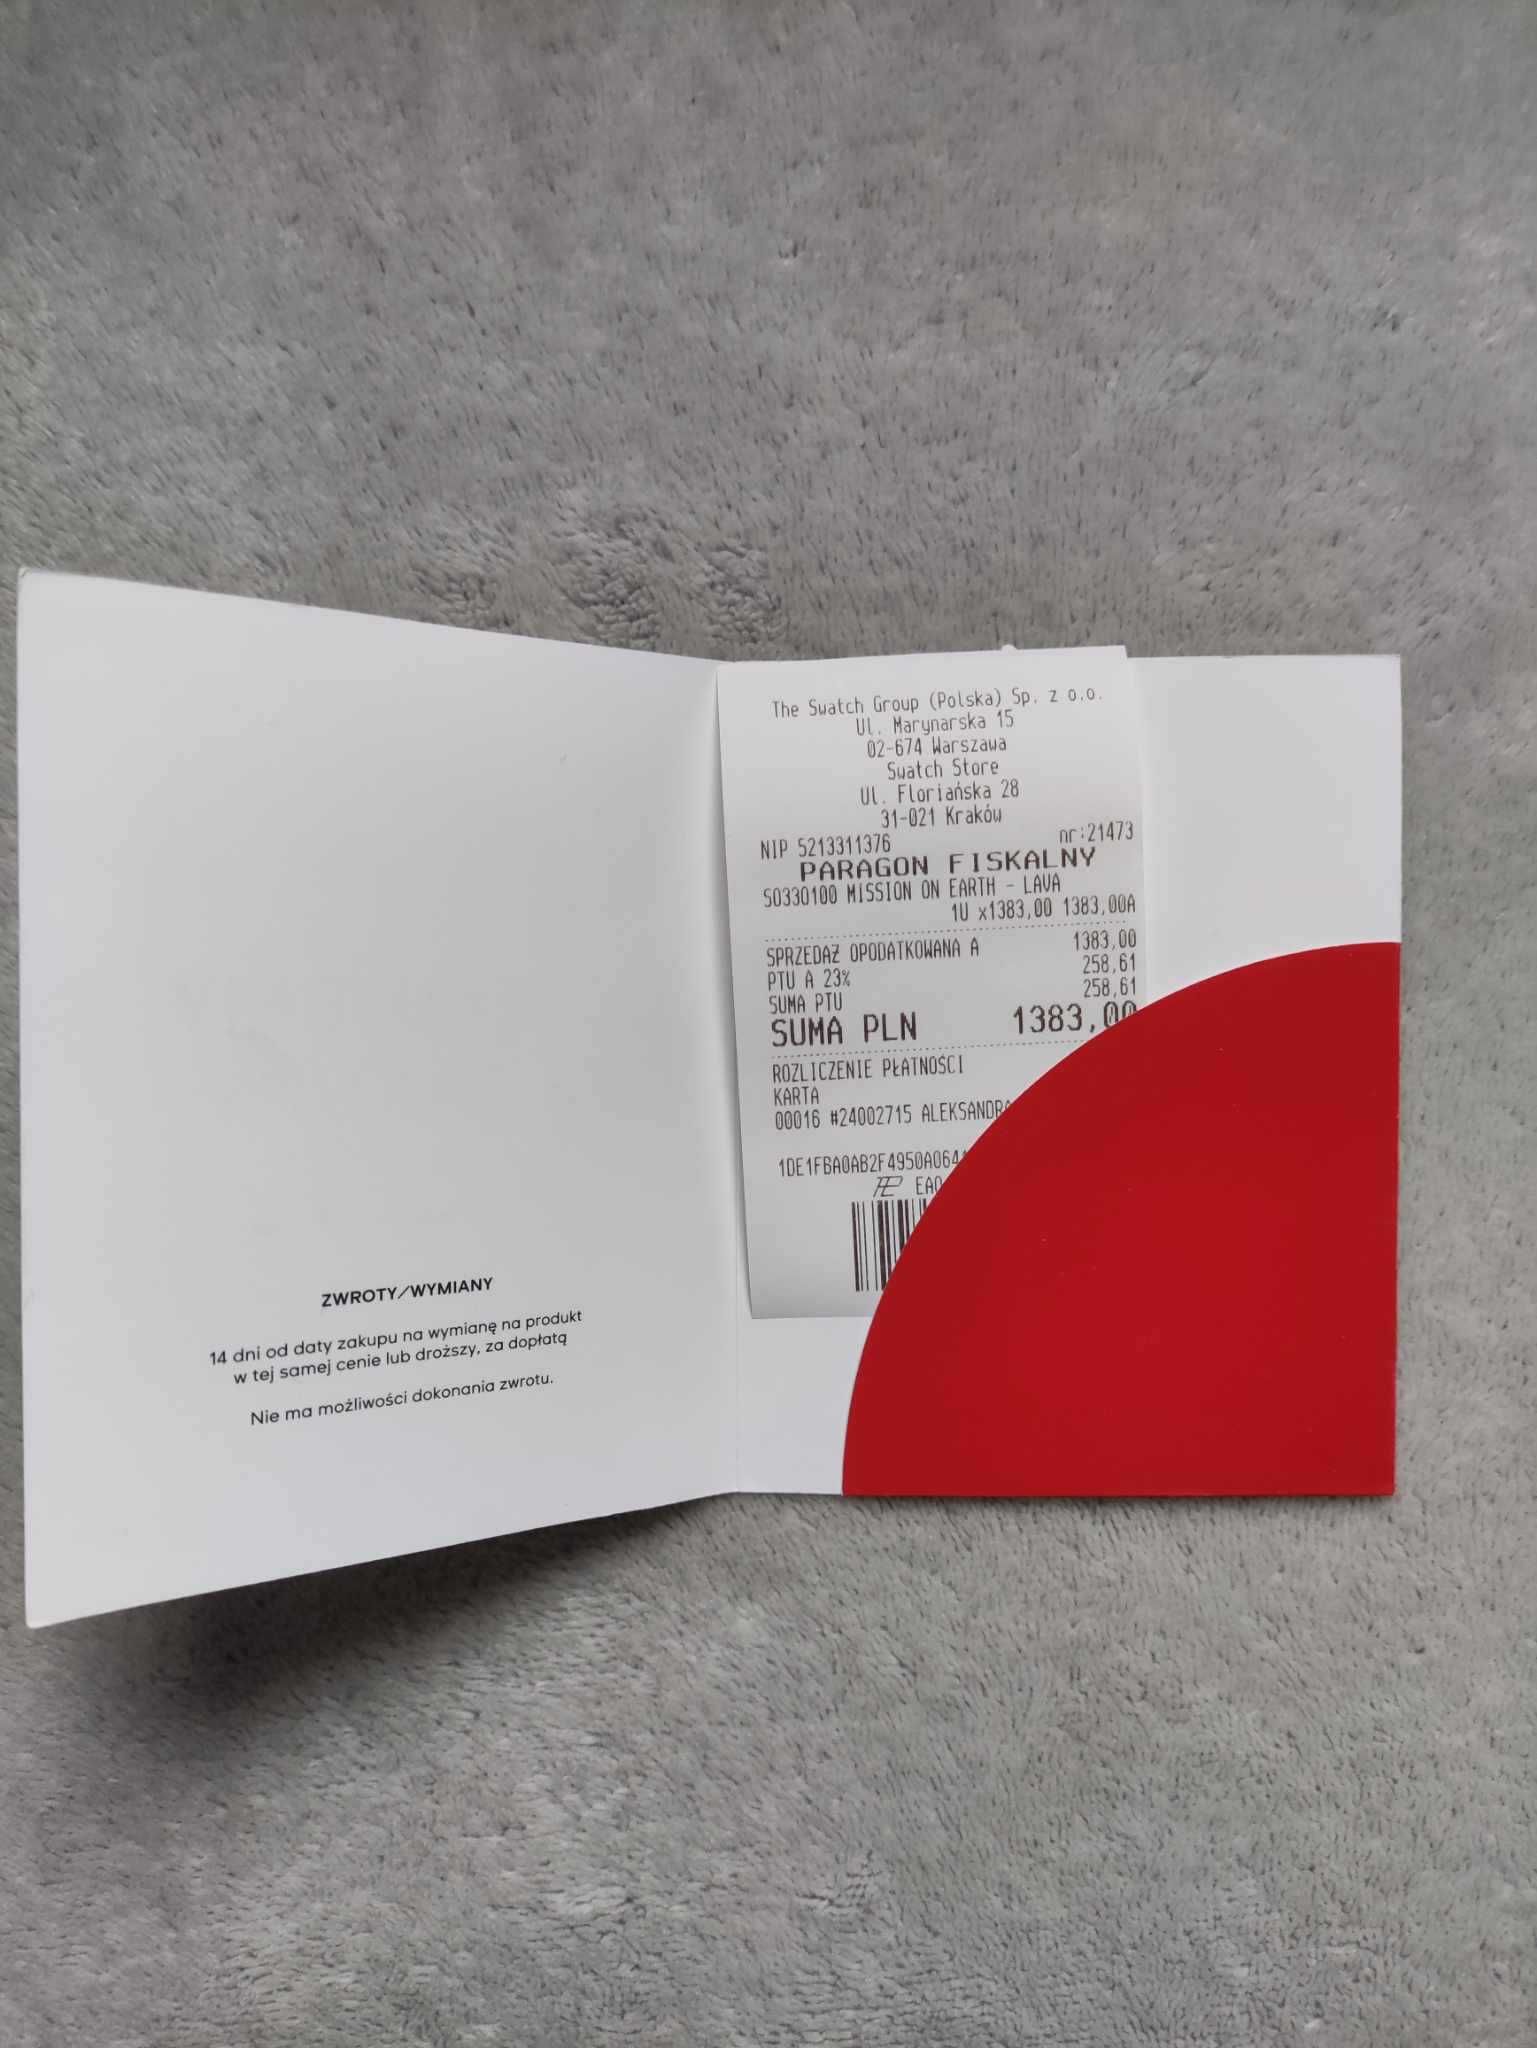 ZWROTY/WYMIANY
14 dni od daty zakupu na wymianę na produkt
w tej samej cenie lub droższy, za dopłatą
Nie ma możliwości dokonania zwrotu.
The Swatch Group (Polska) Sp. z o.o.
Ul. Marynarska 15
02-674 Warszawa
Swatch Store
Ul. Floriańska 28
31-021 Kraków
NIP 5213311376 nr:21473
PARAGON FISKALNY
SO33O100 MISSION ON EARTH - LAVA
1U x1383,00 1383,00A
SPRZEDAŻ OPODATKOWANA A 1383,00
PTU A 23% 258,61
SUMA PTU 258,61
SUMA PLN 1383,00
ROZLICZENIE PŁATNOŚCI
KARTA
00016 #24002715 ALEKSANDRA
1DE1FBA0AB2F4950A064
EAO